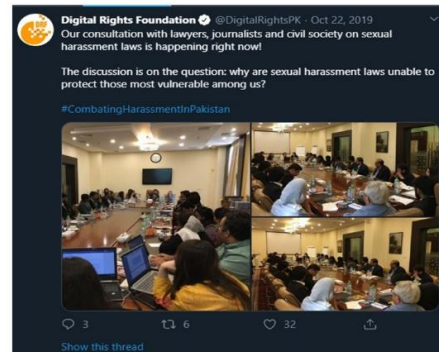 Digital Rights Foundation @DigitalRightsPK · Oct 22, 2019
Our consultation with lawyers, journalists and civil society on sexual
harassment laws is happening right now!
The discussion is on the question: why are sexual harassment laws unable to
protect those most vulnerable among us?
#CombatingHarassmentInPakistan
3 6 32
Show this thread